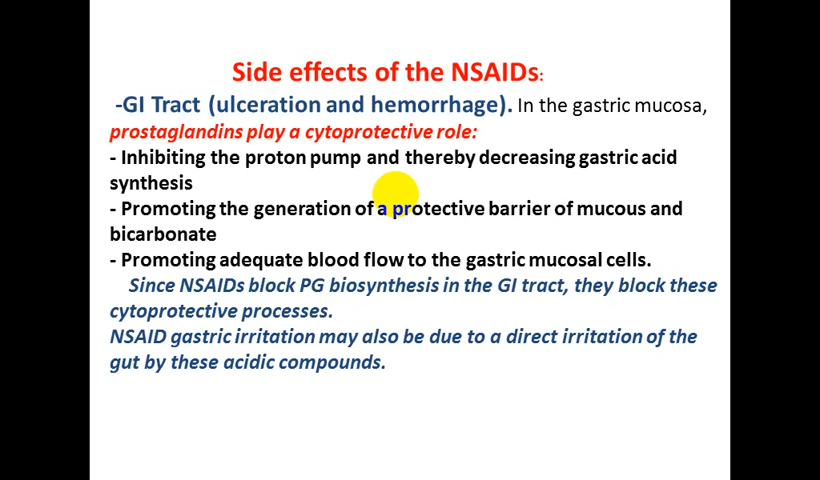 Side effects of the NSAIDs:
-GI Tract (ulceration and hemorrhage). In the gastric mucosa,
prostaglandins play a cytoprotective role:
- Inhibiting the proton pump and thereby decreasing gastric acid
synthesis
- Promoting the generation of a protective barrier of mucous and
bicarbonate
- Promoting adequate blood flow to the gastric mucosal cells.
Since NSAIDs block PG biosynthesis in the GI tract, they block these
cytoprotective processes.
NSAID gastric irritation may also be due to a direct irritation of the
gut by these acidic compounds.